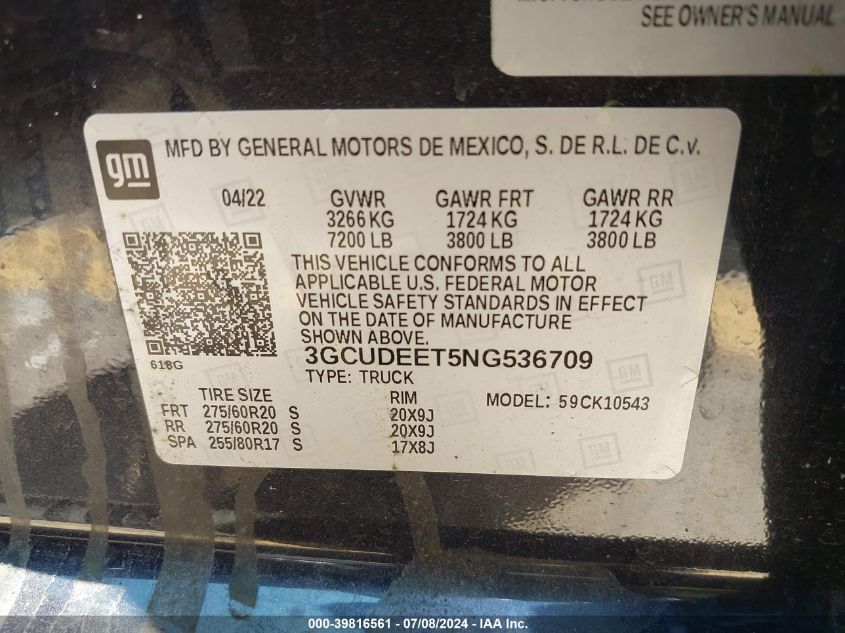 SEE OWNER'S MANUAL
gm MFD BY GENERAL MOTORS DE MEXICO, S. DE R.L. DE C.V.
04/22 GVWR GAWR FRT GAWR RR
3266 KG 1724 KG 1724 KG
7200 LB 3800 LB 3800 LB
THIS VEHICLE CONFORMS TO ALL
APPLICABLE U.S. FEDERAL MOTOR
VEHICLE SAFETY STANDARDS IN EFFECT
ON THE DATE OF MANUFACTURE
SHOWN ABOVE.
618G
3GCUDEET5NG536709
TYPE: TRUCK
TIRE SIZE RIM MODEL: 59CK10543
FRT 275/60R20 S 20X9J
RR 275/60R20 S 20X9J
SPA 255/80R17 S 17X8J
000-39816561 - 07/08/2024 - IAA Inc.